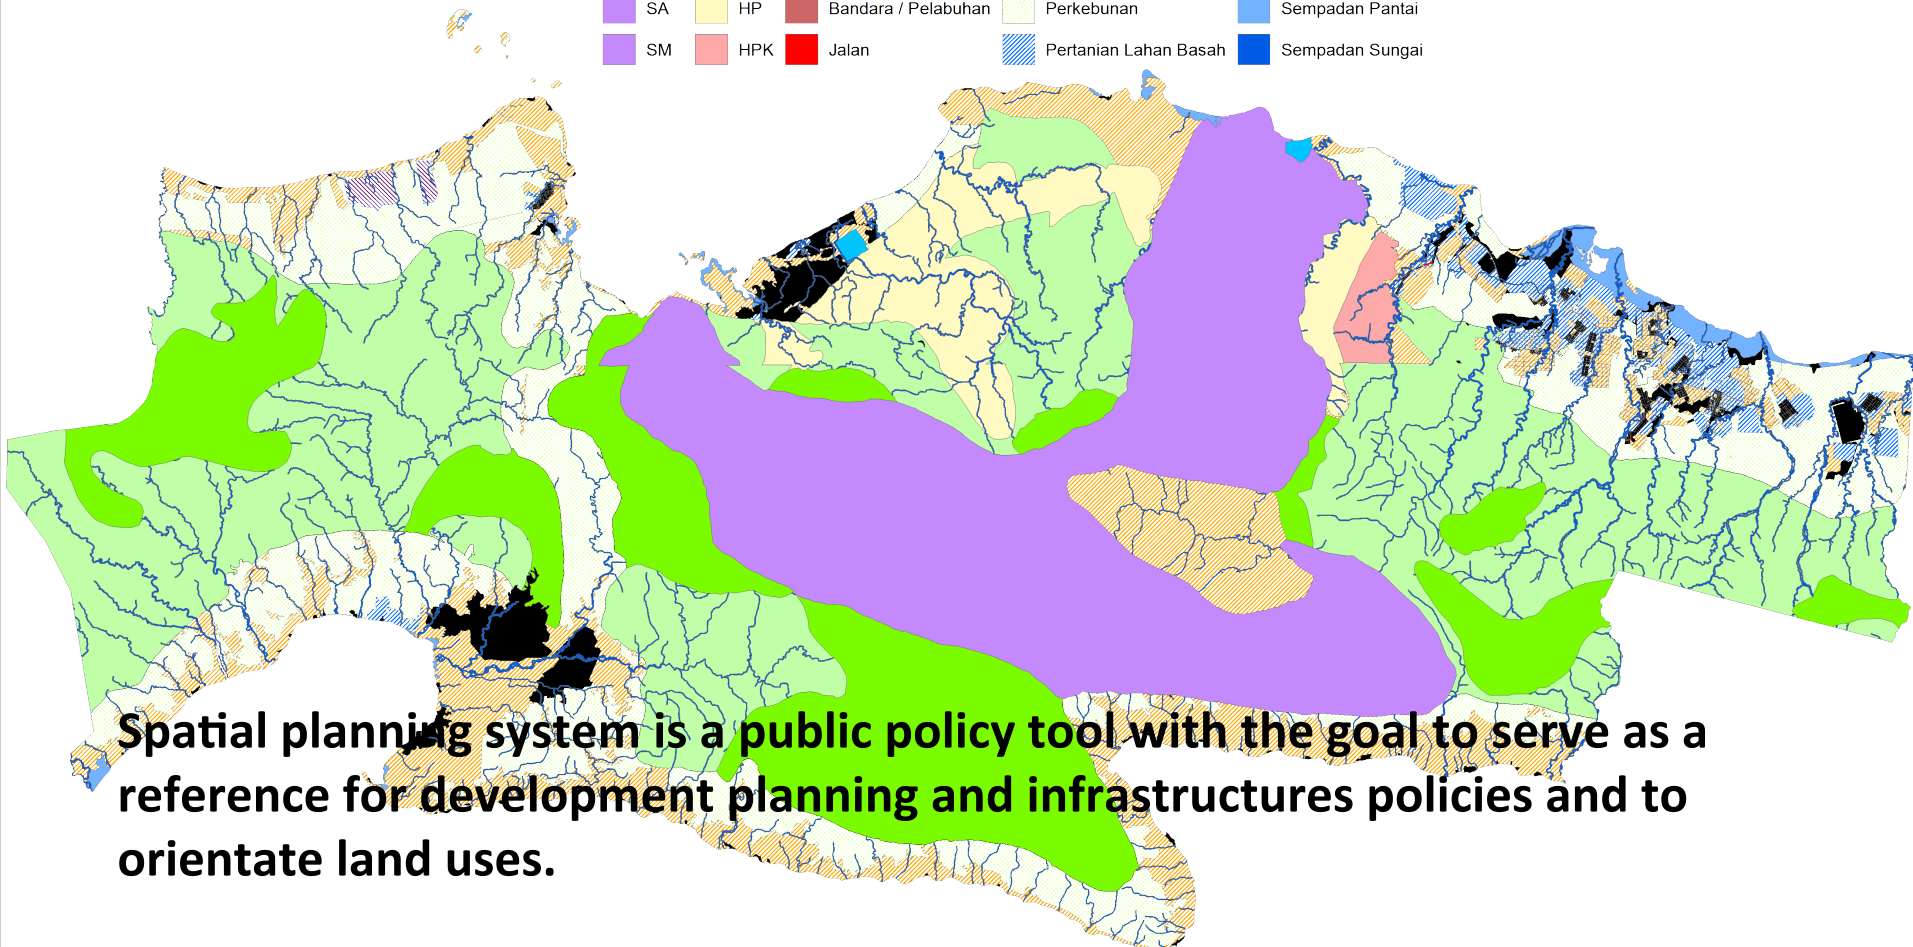 SA HP Bandara / Pelabuhan Perkebunan Sempadan Pantai
SM HPK Jalan Pertanian Lahan Basah Sempadan Sungai
Spatial planning system is a public policy tool with the goal to serve as a
reference for development planning and infrastructures policies and to
orientate land uses.